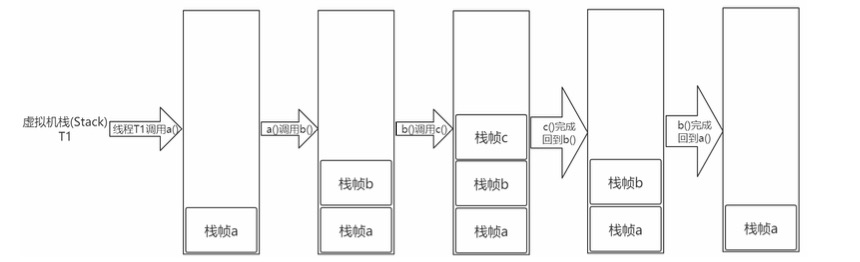 虚拟机栈(Stack)
T1
线程T1调用a()
栈帧a
a()调用b()
栈帧b
栈帧a
b()调用c()
栈帧c
栈帧b
栈帧a
c()完成
回到b()
栈帧b
栈帧a
b()完成
回到a()
栈帧a